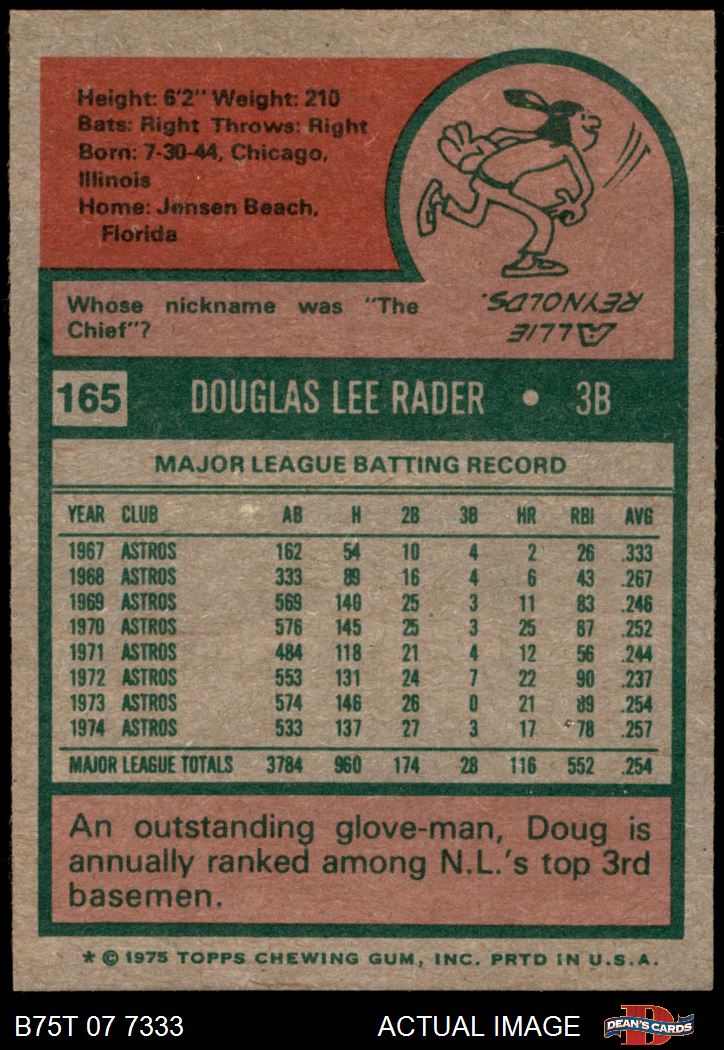 Height: 6'2" Weight: 210
Bats: Right Throws: Right
Born: 7-30-44, Chicago,
Illinois
Home: Jensen Beach,
Florida
Whose nickname was "The
Chief"?
ALLIE
REYNOLDS.
165 DOUGLAS LEE RADER • 3B
MAJOR LEAGUE BATTING RECORD
YEAR CLUB AB H 2B 3B HR RBI AVG
1967 ASTROS 162 54 10 4 2 26 .333
1968 ASTROS 333 89 16 4 6 43 .267
1969 ASTROS 569 140 25 3 11 83 .246
1970 ASTROS 576 145 25 3 25 87 .252
1971 ASTROS 484 118 21 4 12 56 .244
1972 ASTROS 553 131 24 7 22 90 .237
1973 ASTROS 574 146 26 0 21 89 .254
1974 ASTROS 533 137 27 3 17 78 .257
MAJOR LEAGUE TOTALS 3784 960 174 28 116 552 .254
An outstanding glove-man, Doug is
annually ranked among N.L.'s top 3rd
basemen.
* © 1975 TOPPS CHEWING GUM, INC. PRTD IN U.S.A.
B75T 07 7333 ACTUAL IMAGE DEAN'S CARDS